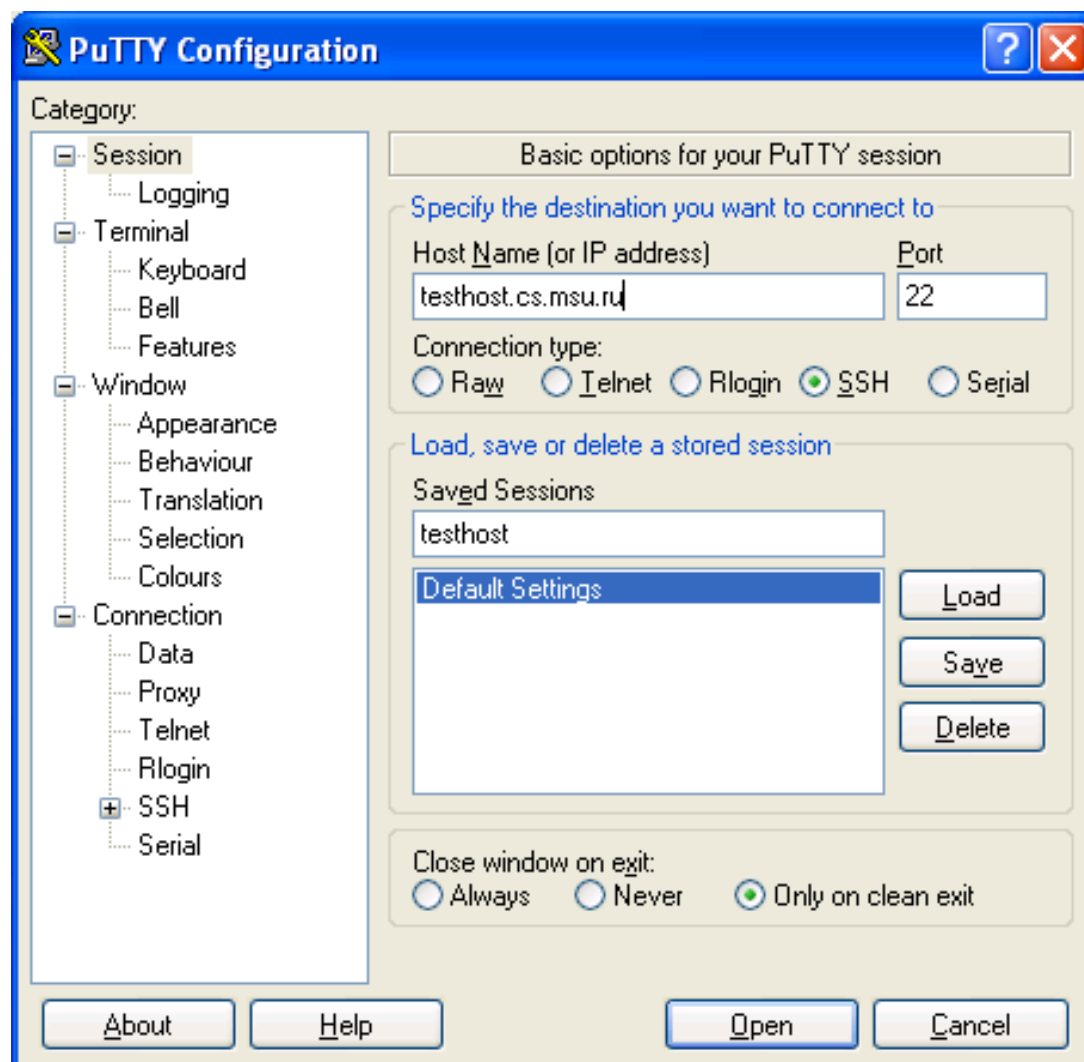 PuTTY Configuration
Category:
Session
Logging
Terminal
Keyboard
Bell
Features
Window
Appearance
Behaviour
Translation
Selection
Colours
Connection
Data
Proxy
Telnet
Rlogin
SSH
Serial
Basic options for your PuTTY session
Specify the destination you want to connect to
Host Name (or IP address) Port
testhost.cs.msu.ru 22
Connection type:
Raw Telnet Rlogin SSH Serial
Load, save or delete a stored session
Saved Sessions
testhost
Default Settings
Load
Save
Delete
Close window on exit:
Always Never Only on clean exit
About Help Open Cancel